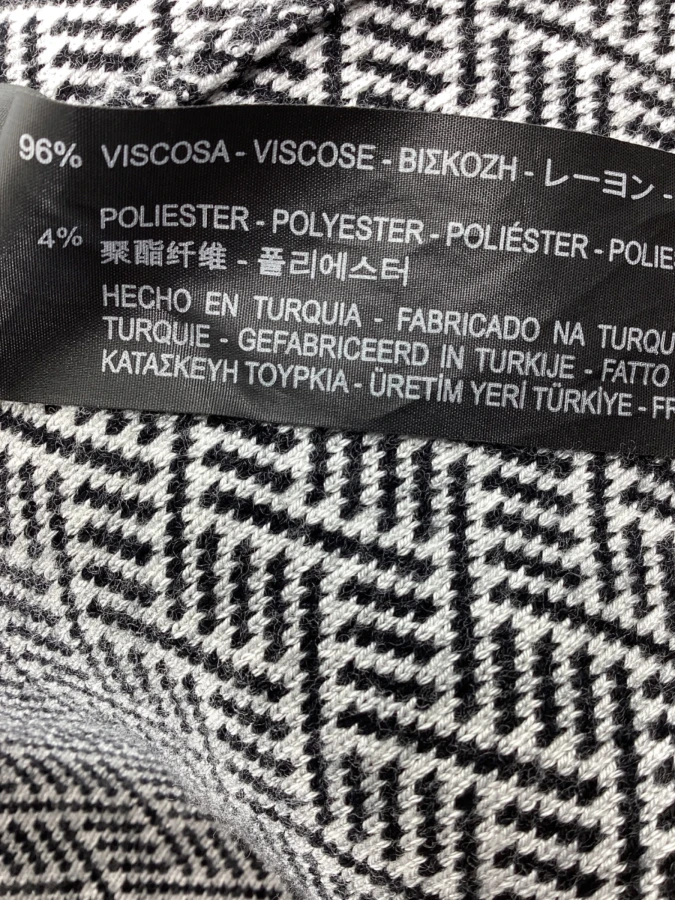 96% VISCOSA - VISCOSE - ΒΙΣΚΟΖΗ - レーヨン -
4% POLIESTER - POLYESTER - POLIÉSTER - POLIE
聚酯纤维 - 폴리에스터
HECHO EN TURQUIA - FABRICADO NA TURQU
TURQUIE - GEFABRICEERD IN TURKIJE - FATTO
ΚΑΤΑΣΚΕΥΗ ΤΟΥΡΚΙΑ - ÜRETİM YERİ TÜRKİYE - FR